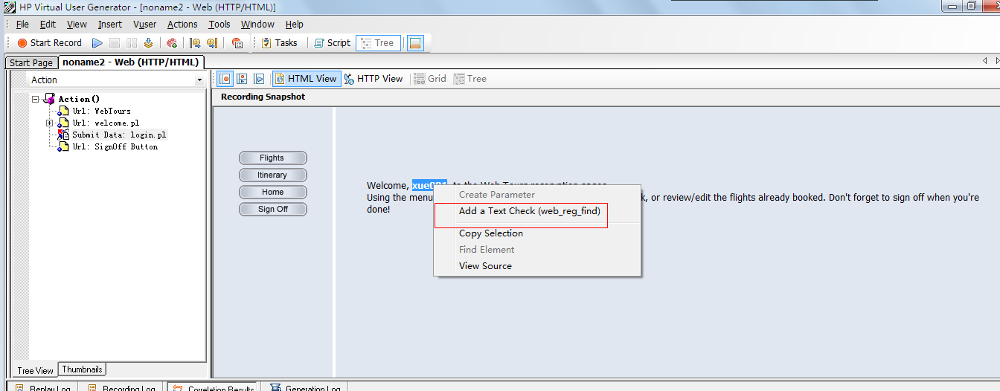 HP Virtual User Generator - [noname2 - Web (HTTP/HTML)]
File Edit View Insert Vuser Actions Tools Window Help
Start Record Tasks Script Tree
Start Page noname2 - Web (HTTP/HTML)
Action HTML View HTTP View Grid Tree
Recording Snapshot
Action()
Url: WebTours
Url: welcome.pl
Submit Data: login.pl
Url: SignOff Button
Flights
Itinerary
Home
Sign Off
Welcome, to the Web Tours reservation pages
Using the menu k, or review/edit the flights already booked. Don't forget to sign off when you're
done!
Create Parameter
Add a Text Check (web_reg_find)
Copy Selection
Find Element
View Source
Tree View Thumbnails
Replay Log Recording Log Correlation Results Generation Log